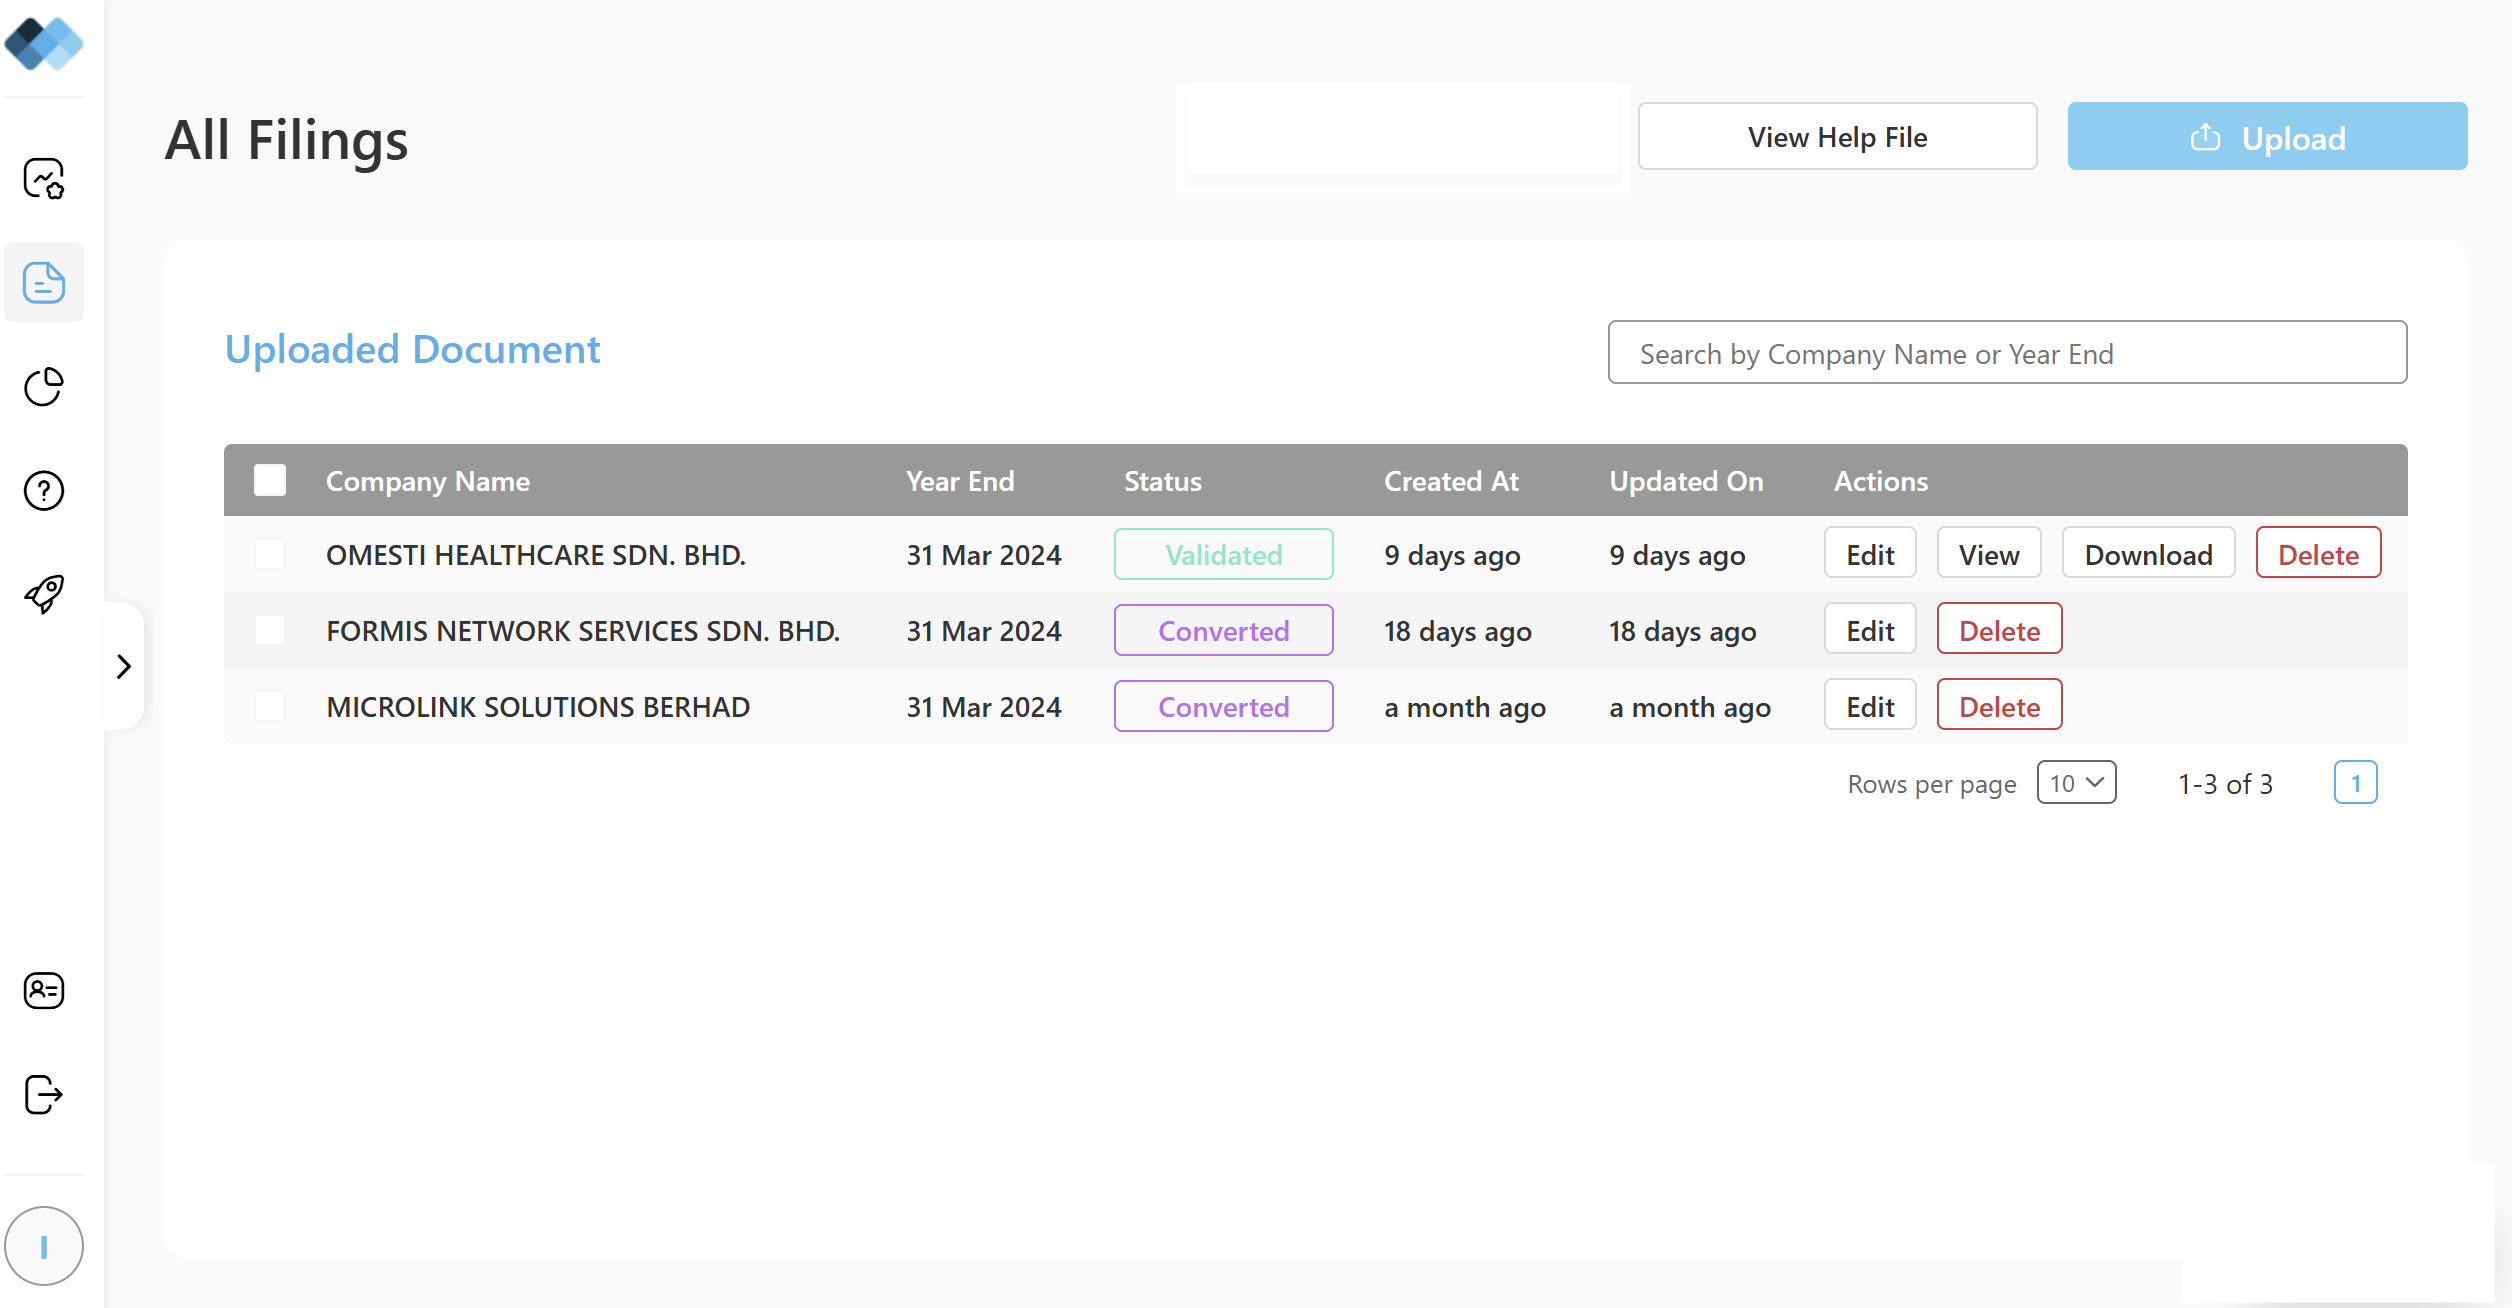 All Filings
View Help File
Upload
Uploaded Document
Search by Company Name or Year End
Company Name Year End Status Created At Updated On Actions
OMESTI HEALTHCARE SDN. BHD. 31 Mar 2024 Validated 9 days ago 9 days ago Edit View Download Delete
FORMIS NETWORK SERVICES SDN. BHD. 31 Mar 2024 Converted 18 days ago 18 days ago Edit Delete
MICROLINK SOLUTIONS BERHAD 31 Mar 2024 Converted a month ago a month ago Edit Delete
Rows per page 10 1-3 of 3 1
I